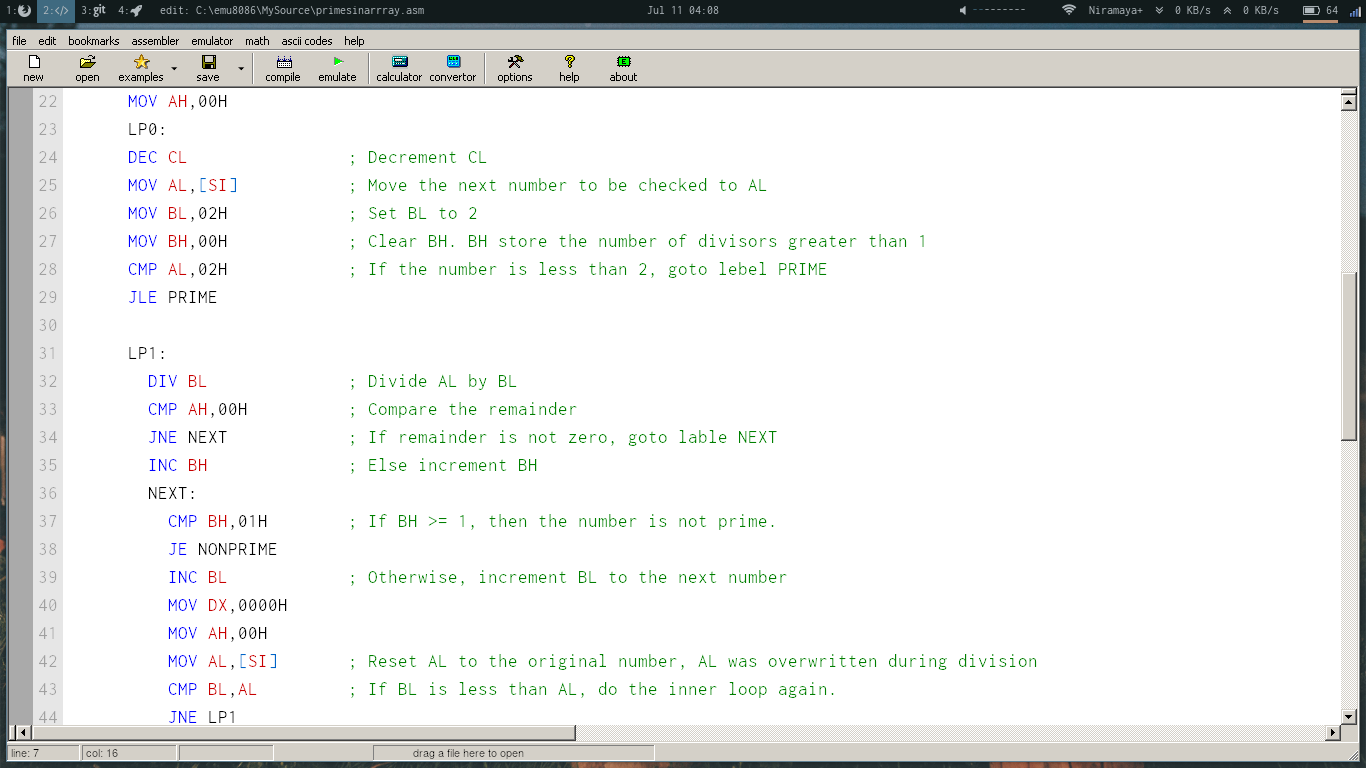 1: 2:</> 3:git 4: edit: C:\emu8086\MySource\primesinarrray.asm Jul 11 04:08 --------- Niramaya+ 0 KB/s 0 KB/s 64
file edit bookmarks assembler emulator math ascii codes help
new open examples save compile emulate calculator convertor options help about
22 MOV AH,00H
23 LP0:
24 DEC CL ; Decrement CL
25 MOV AL,[SI] ; Move the next number to be checked to AL
26 MOV BL,02H ; Set BL to 2
27 MOV BH,00H ; Clear BH. BH store the number of divisors greater than 1
28 CMP AL,02H ; If the number is less than 2, goto lebel PRIME
29 JLE PRIME
30
31 LP1:
32 DIV BL ; Divide AL by BL
33 CMP AH,00H ; Compare the remainder
34 JNE NEXT ; If remainder is not zero, goto lable NEXT
35 INC BH ; Else increment BH
36 NEXT:
37 CMP BH,01H ; If BH >= 1, then the number is not prime.
38 JE NONPRIME
39 INC BL ; Otherwise, increment BL to the next number
40 MOV DX,0000H
41 MOV AH,00H
42 MOV AL,[SI] ; Reset AL to the original number, AL was overwritten during division
43 CMP BL,AL ; If BL is less than AL, do the inner loop again.
44 JNE LP1
line: 7 col: 16 drag a file here to open